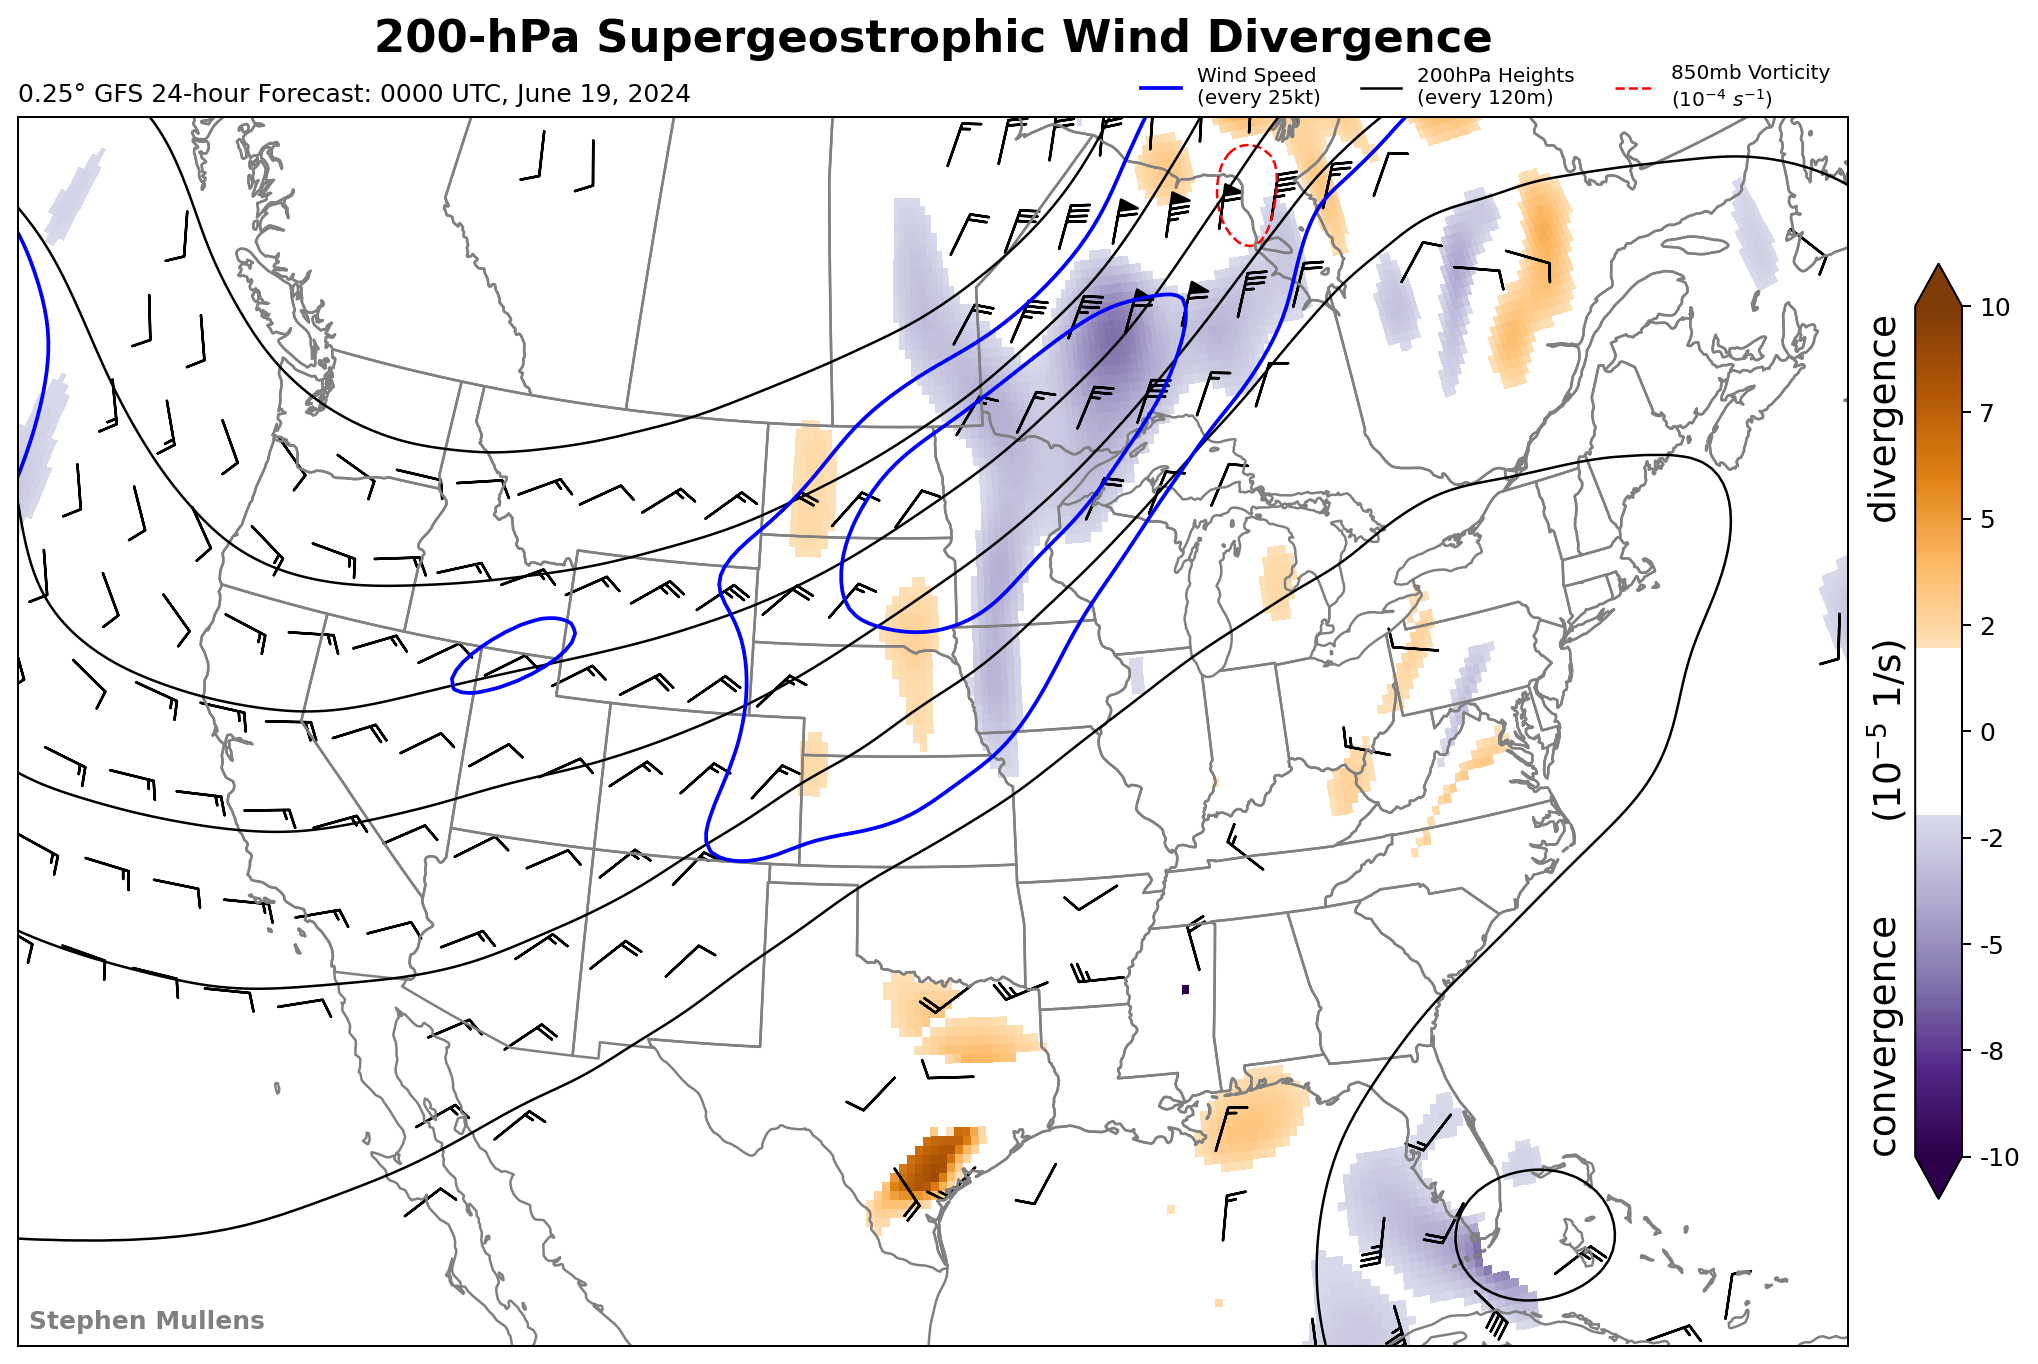 200-hPa Supergeostrophic Wind Divergence
0.25° GFS 24-hour Forecast: 0000 UTC, June 19, 2024
Wind Speed
(every 25kt)
200hPa Heights
(every 120m)
850mb Vorticity
(10⁻⁴ s⁻¹)
10
7
5
2
0
-2
-5
-8
-10
convergence (10⁻⁵ 1/s) divergence
Stephen Mullens